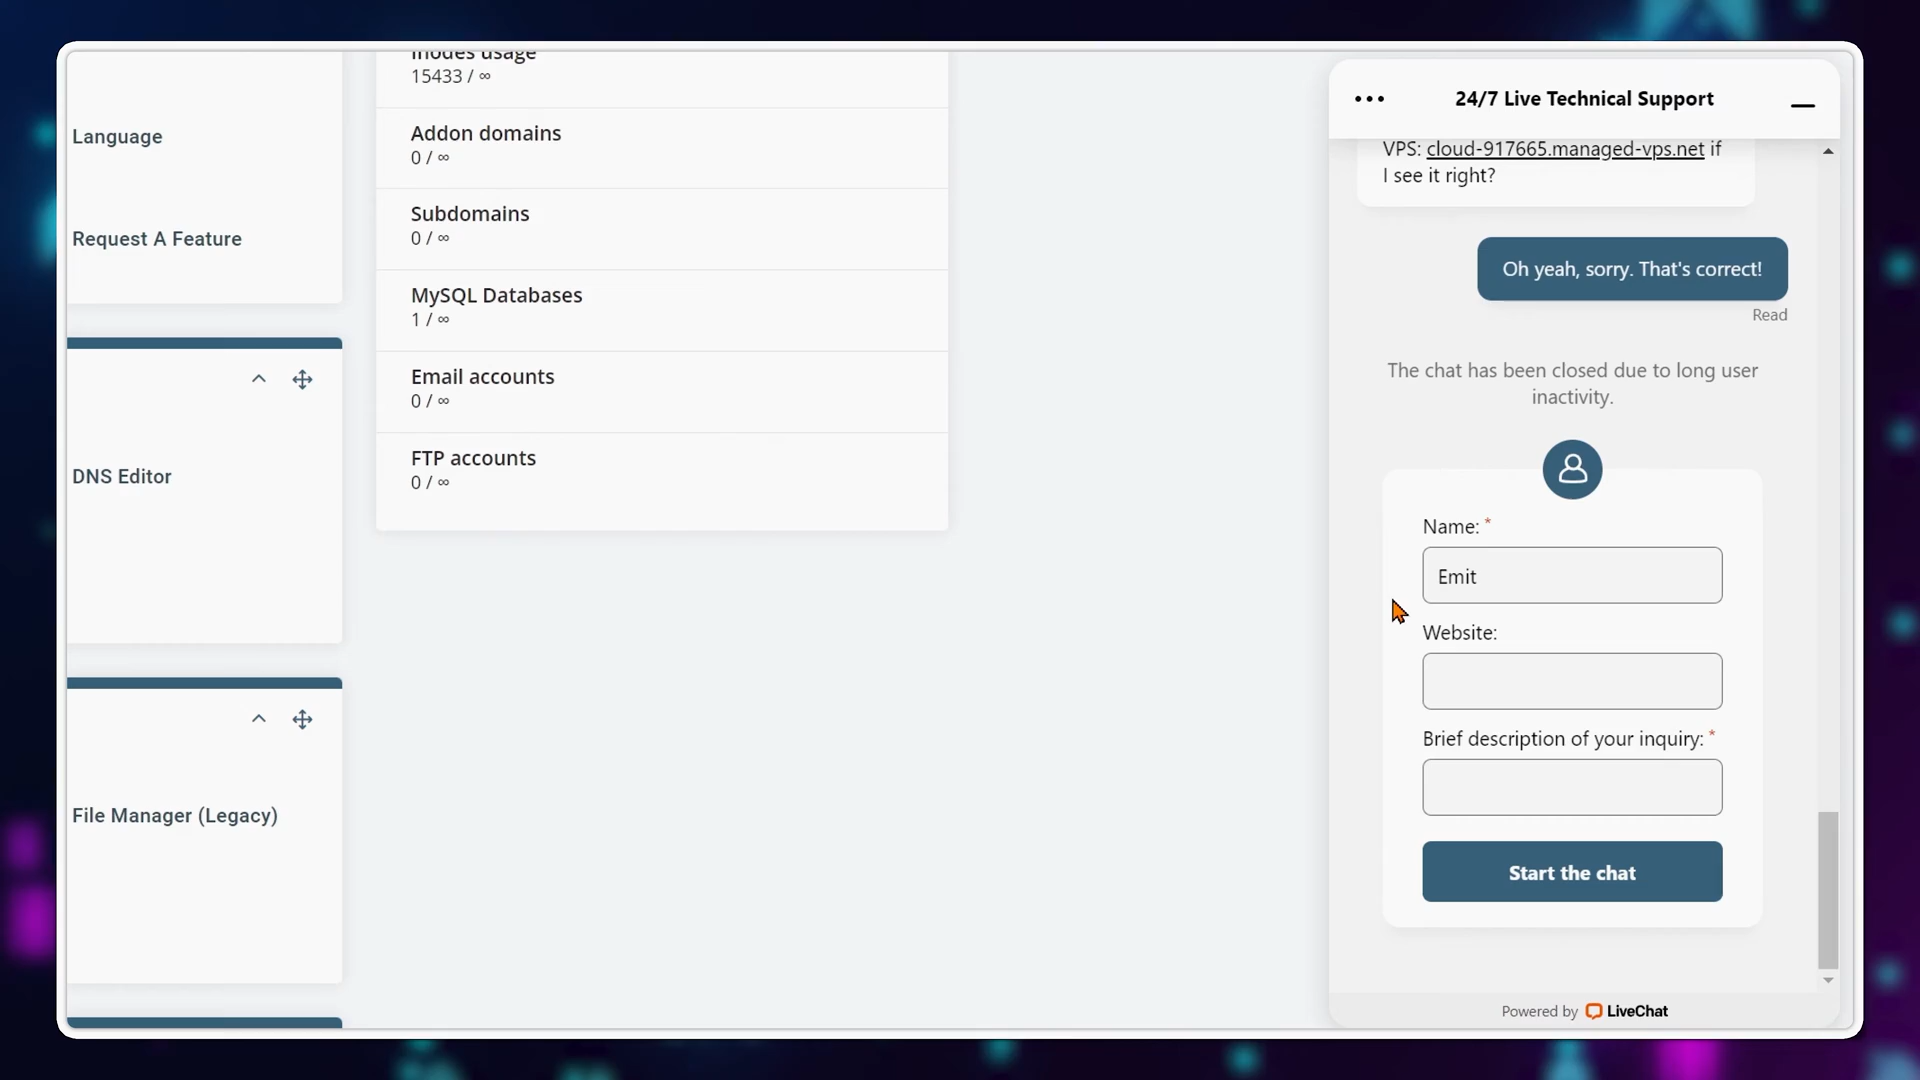 Language
Request A Feature
DNS Editor
File Manager (Legacy)
Inodes usage
15433 / ∞
Addon domains
0 / ∞
Subdomains
0 / ∞
MySQL Databases
1 / ∞
Email accounts
0 / ∞
FTP accounts
0 / ∞
24/7 Live Technical Support
VPS: cloud-917665.managed-vps.net if
I see it right?
Oh yeah, sorry. That's correct!
Read
The chat has been closed due to long user
inactivity.
Name: *
Emit
Website:
Brief description of your inquiry: *
Start the chat
Powered by LiveChat